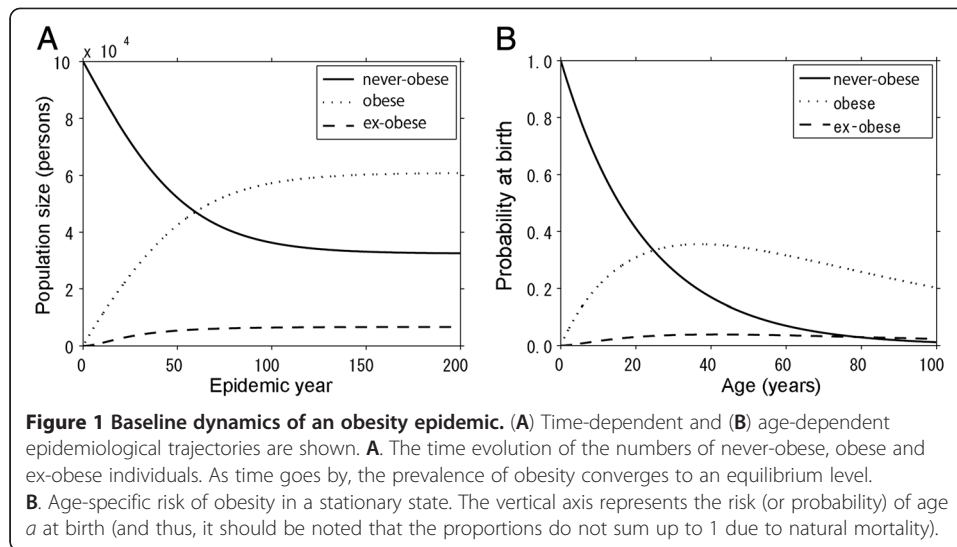 A
B
x 10 4
10
8
6
4
2
0
0
50
100
150
200
Population size (persons)
Epidemic year
never-obese
obese
ex-obese
1.0
0.8
0.6
0.4
0.2
0.0
0
20
40
60
80
100
Probability at birth
Age (years)
never-obese
obese
ex-obese
Figure 1 Baseline dynamics of an obesity epidemic. (A) Time-dependent and (B) age-dependent
epidemiological trajectories are shown. A. The time evolution of the numbers of never-obese, obese and
ex-obese individuals. As time goes by, the prevalence of obesity converges to an equilibrium level.
B. Age-specific risk of obesity in a stationary state. The vertical axis represents the risk (or probability) of age
a at birth (and thus, it should be noted that the proportions do not sum up to 1 due to natural mortality).